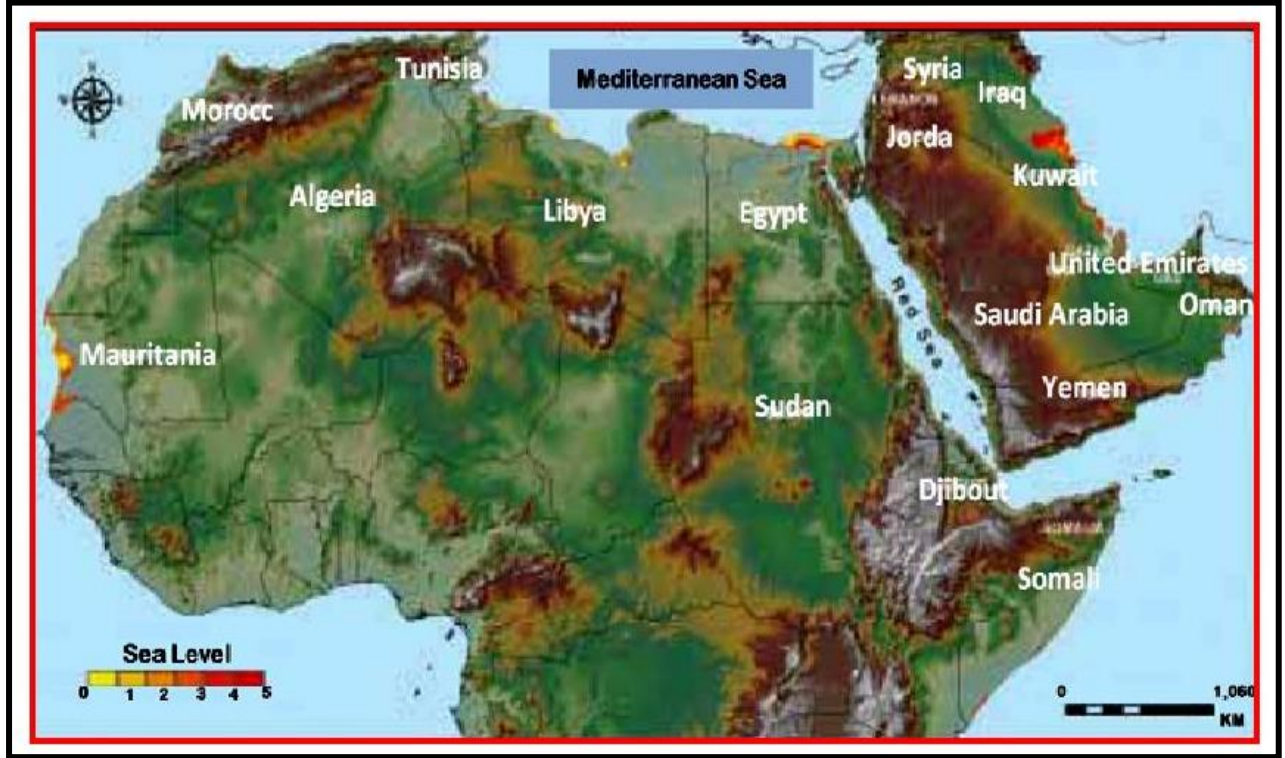 Tunisia
Mediterranean Sea
Syria
Iraq
LEBANON
Morocc
Jorda
Kuwait
Algeria
Libya
Egypt
United Emirates
Red Sea
Saudi Arabia
Oman
Mauritania
Yemen
Sudan
Djibout
Somali
Sea Level
0 1 2 3 4 5
0 1,060
KM